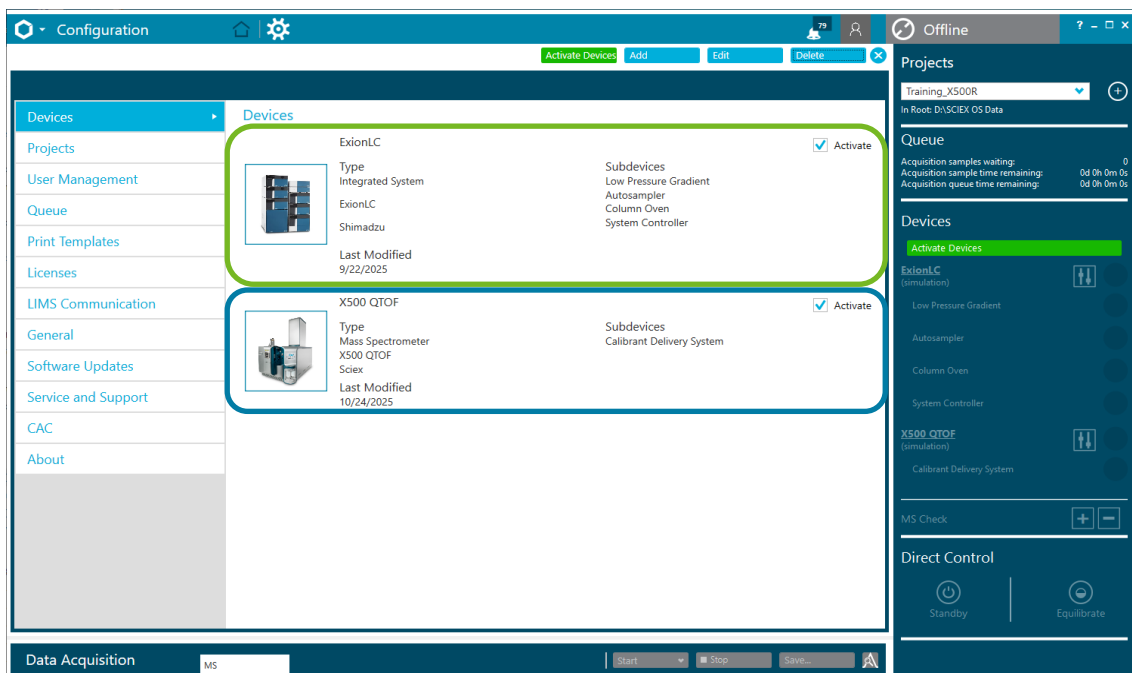 Configuration
79
Offline
? – □ ×
Activate Devices Add Edit Delete
Projects
Training_X500R
In Root: D:\SCIEX OS Data
Queue
Acquisition samples waiting: 0
Acquisition sample time remaining: 0d 0h 0m 0s
Acquisition queue time remaining: 0d 0h 0m 0s
Devices
Activate Devices
ExionLC
(simulation)
Low Pressure Gradient
Autosampler
Column Oven
System Controller
X500 QTOF
(simulation)
Calibrant Delivery System
MS Check
Direct Control
Standby Equilibrate
Devices
Projects
User Management
Queue
Print Templates
Licenses
LIMS Communication
General
Software Updates
Service and Support
CAC
About
Devices
ExionLC
Activate
Type
Integrated System
ExionLC
Shimadzu
Last Modified
9/22/2025
Subdevices
Low Pressure Gradient
Autosampler
Column Oven
System Controller
X500 QTOF
Activate
Type
Mass Spectrometer
X500 QTOF
Sciex
Last Modified
10/24/2025
Subdevices
Calibrant Delivery System
Data Acquisition
MS
Start Stop Save...